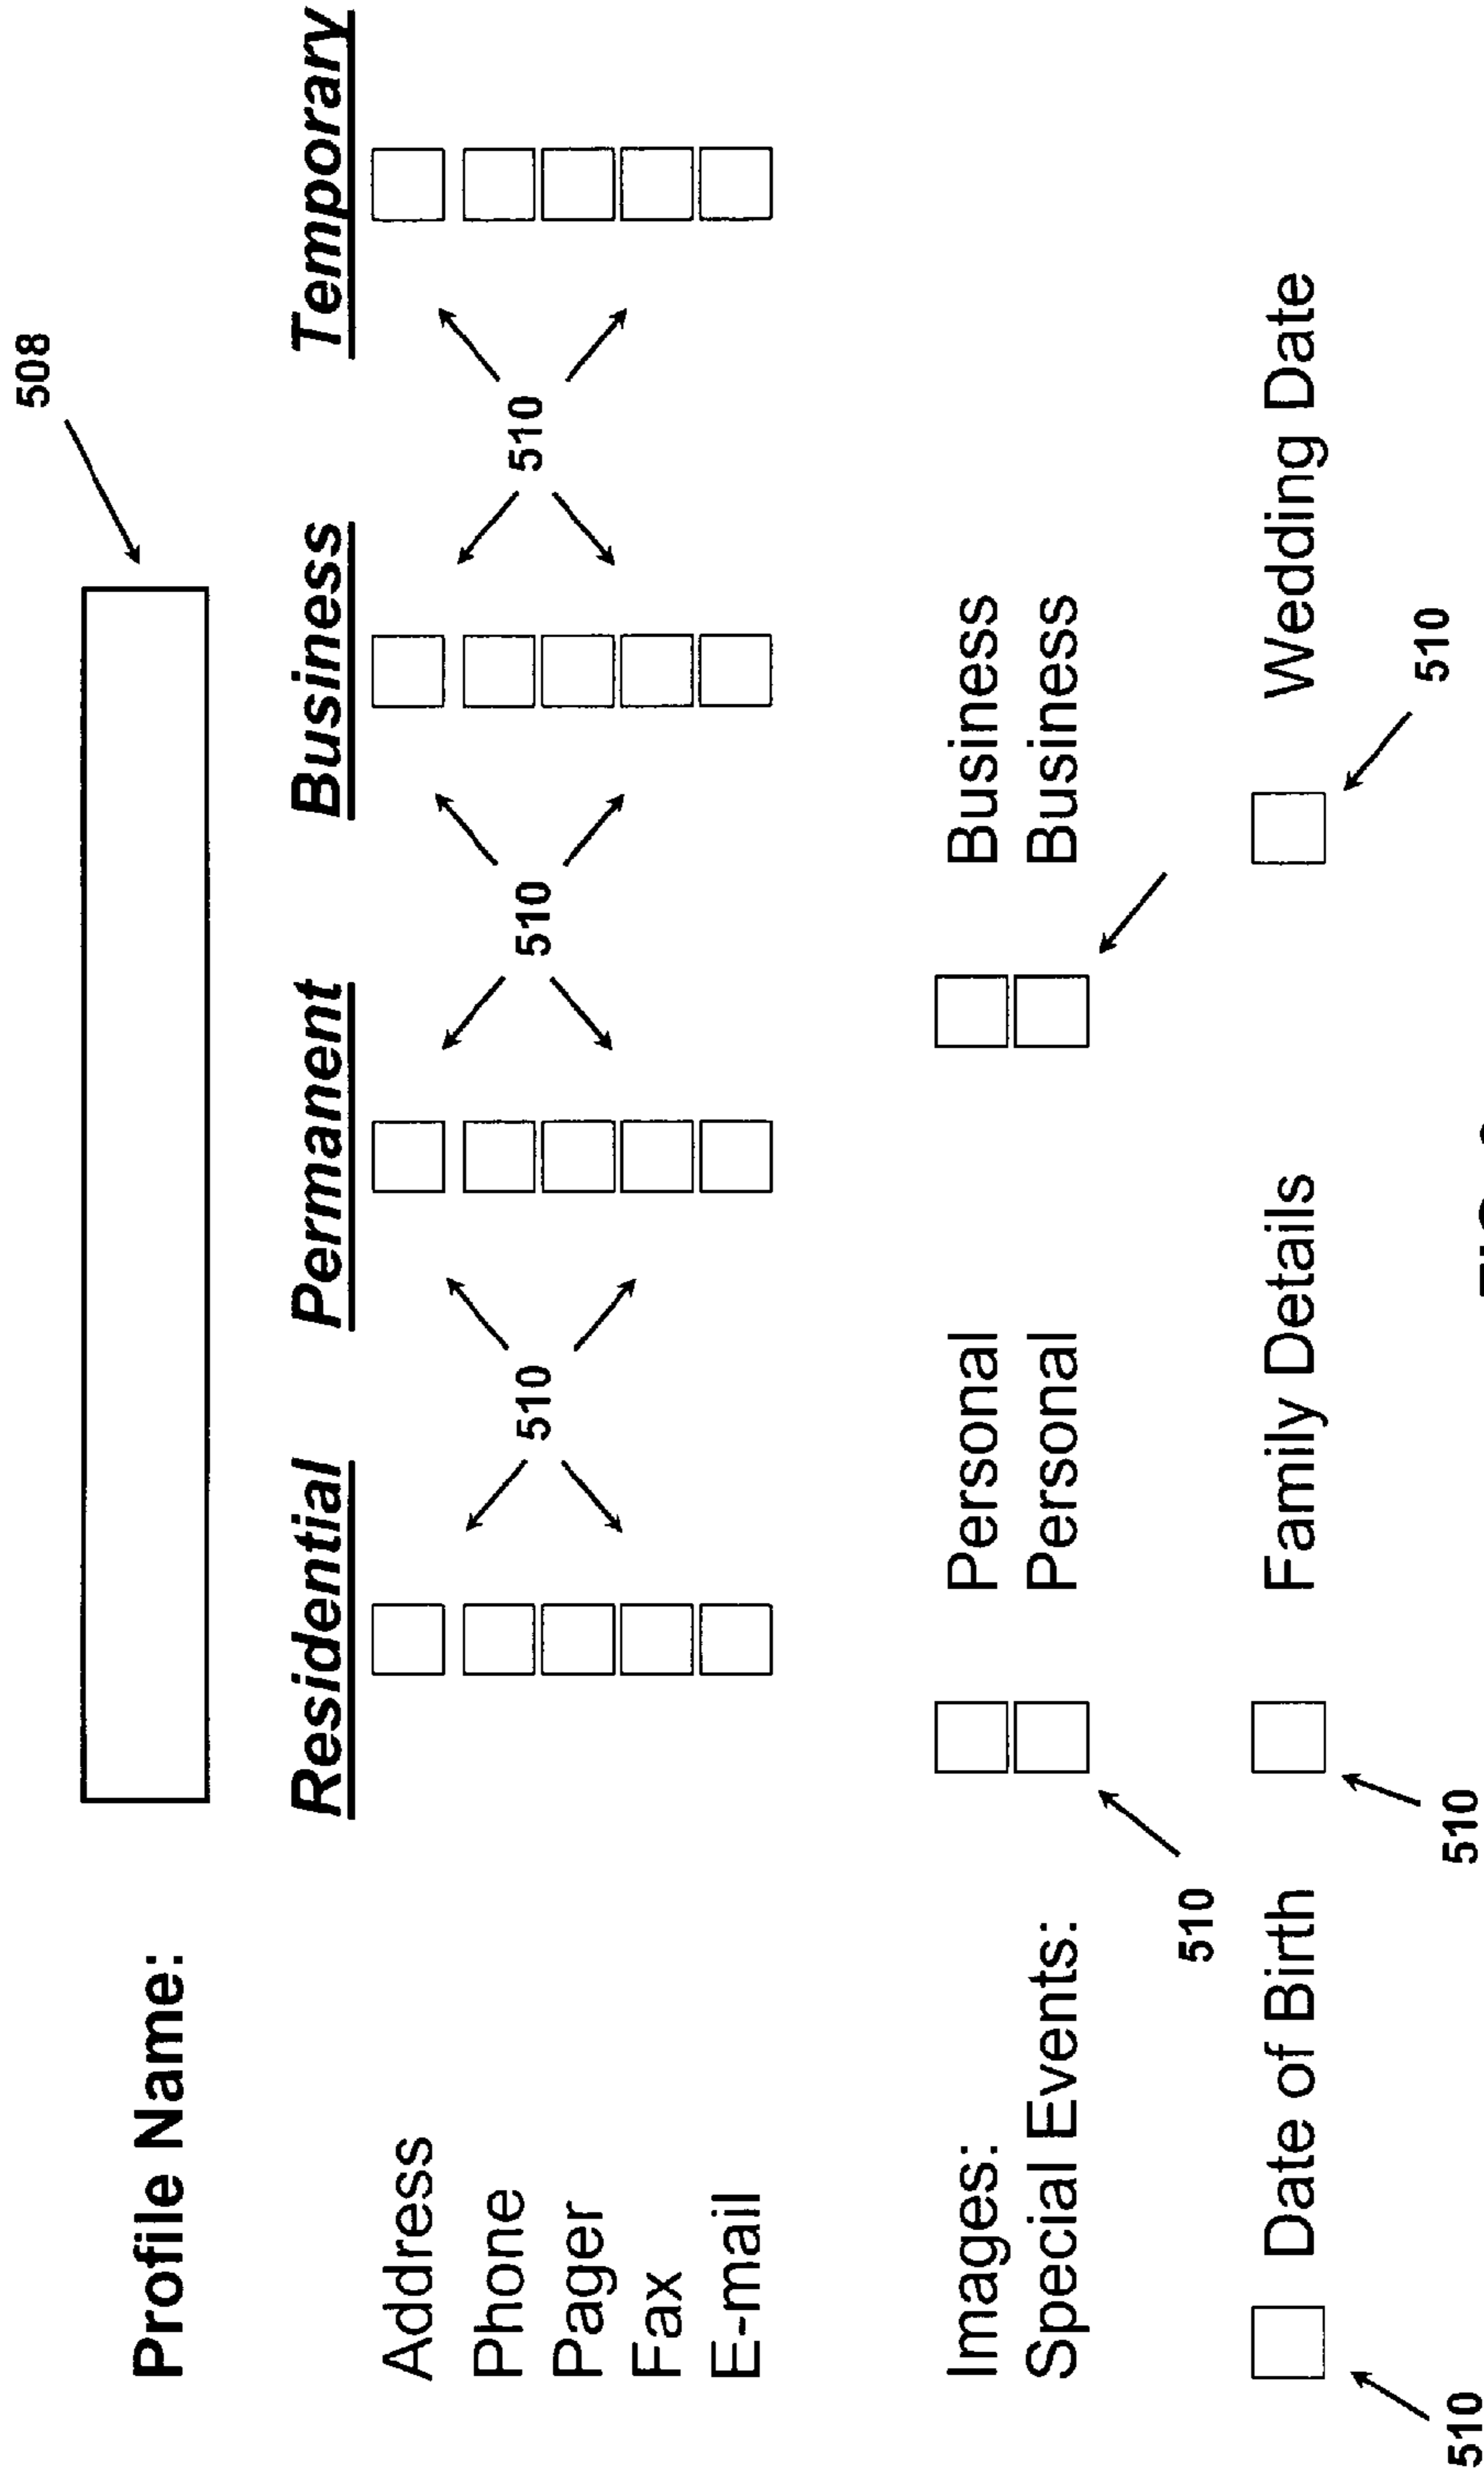 508
Profile Name:
Residential Permanent Business Temporary
Address
Phone
Pager
Fax
E-mail
510 510 510
Images: Personal Business
Special Events: Personal Business
510
Date of Birth Family Details Wedding Date
510 510 510